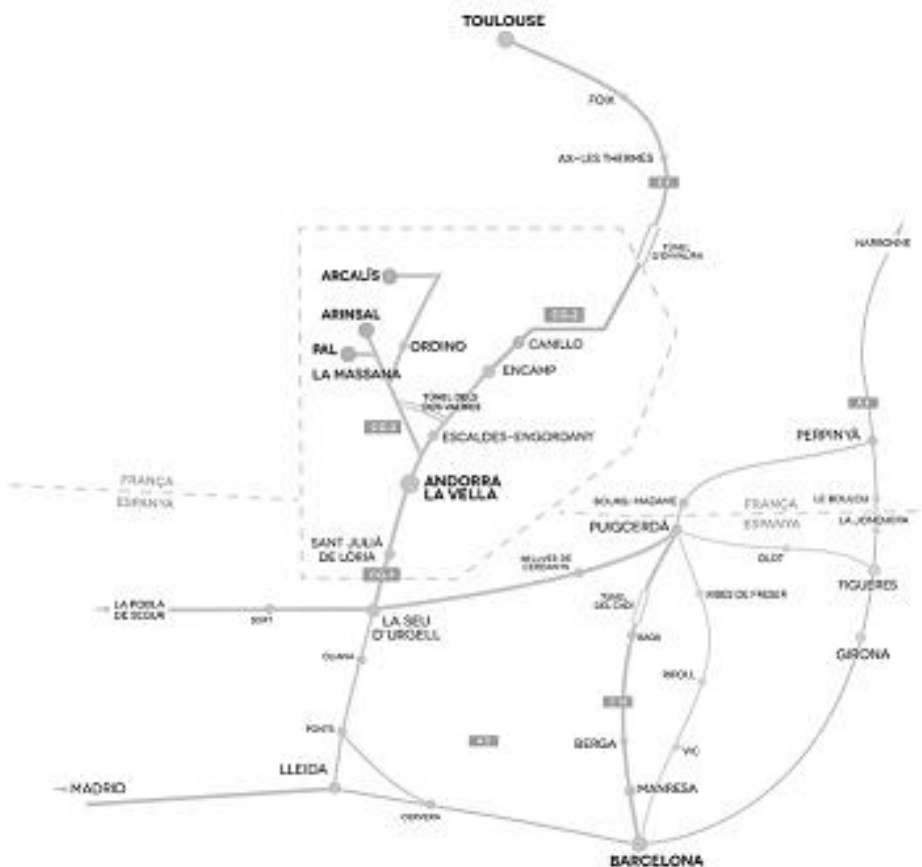 TOULOUSE
FOIX
AX-LES THERMES
NARBONNE
TÚNEL
D'ENVALIRA
ARCALÍS
ARINSAL
ORDINO
CANILLO
PAL
LA MASSANA
ENCAMP
TÚNEL DELS
DOS VALIRES
ESCALDES-ENGORDANY
PERPINYÀ
ANDORRA
LA VELLA
FRANÇA
ESPANYA
BOURG-MADAME
FRANÇA
ESPANYA
LE BOULOU
LA JONQUERA
PUIGCERDÀ
SANT JULIÀ
DE LÒRIA
BELLVER DE
CERDANYA
OLOT
FIGUERES
LA POBLA
DE SEGUR
SORT
LA SEU
D'URGELL
TÚNEL
DEL CADÍ
RIBES DE FRESER
BAGÀ
GIRONA
OLIANA
RIPOLL
PONTS
BERGA
VIC
LLEIDA
MADRID
MANRESA
CERVERA
BARCELONA